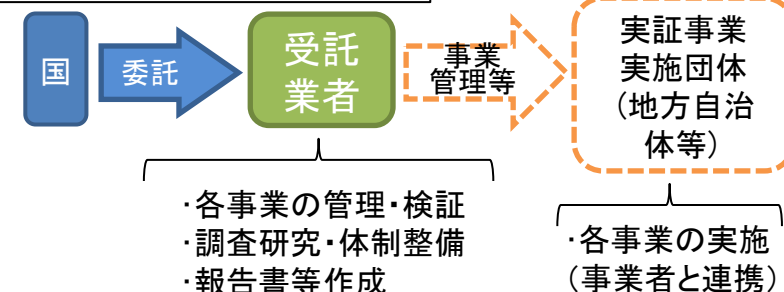 国
委託
受託
業者
事業
管理等
実証事業
実施団体
(地方自治
体等)
・各事業の管理・検証
・調査研究・体制整備
・報告書等作成
・各事業の実施
(事業者と連携)